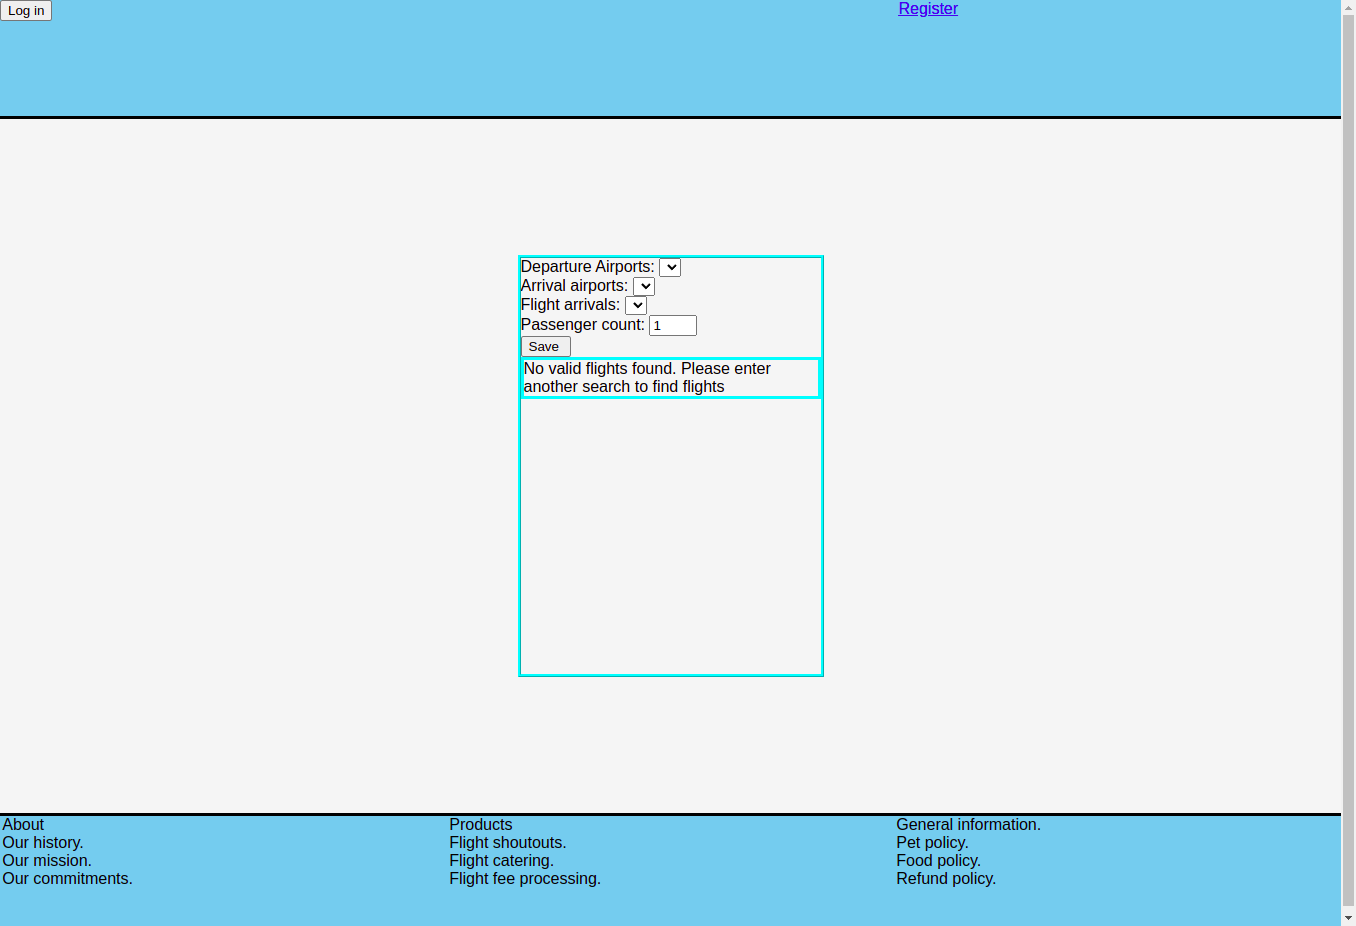 Log in
Register
Departure Airports:
Arrival airports:
Flight arrivals:
Passenger count: 1
Save
No valid flights found. Please enter
another search to find flights
About
Our history.
Our mission.
Our commitments.
Products
Flight shoutouts.
Flight catering.
Flight fee processing.
General information.
Pet policy.
Food policy.
Refund policy.